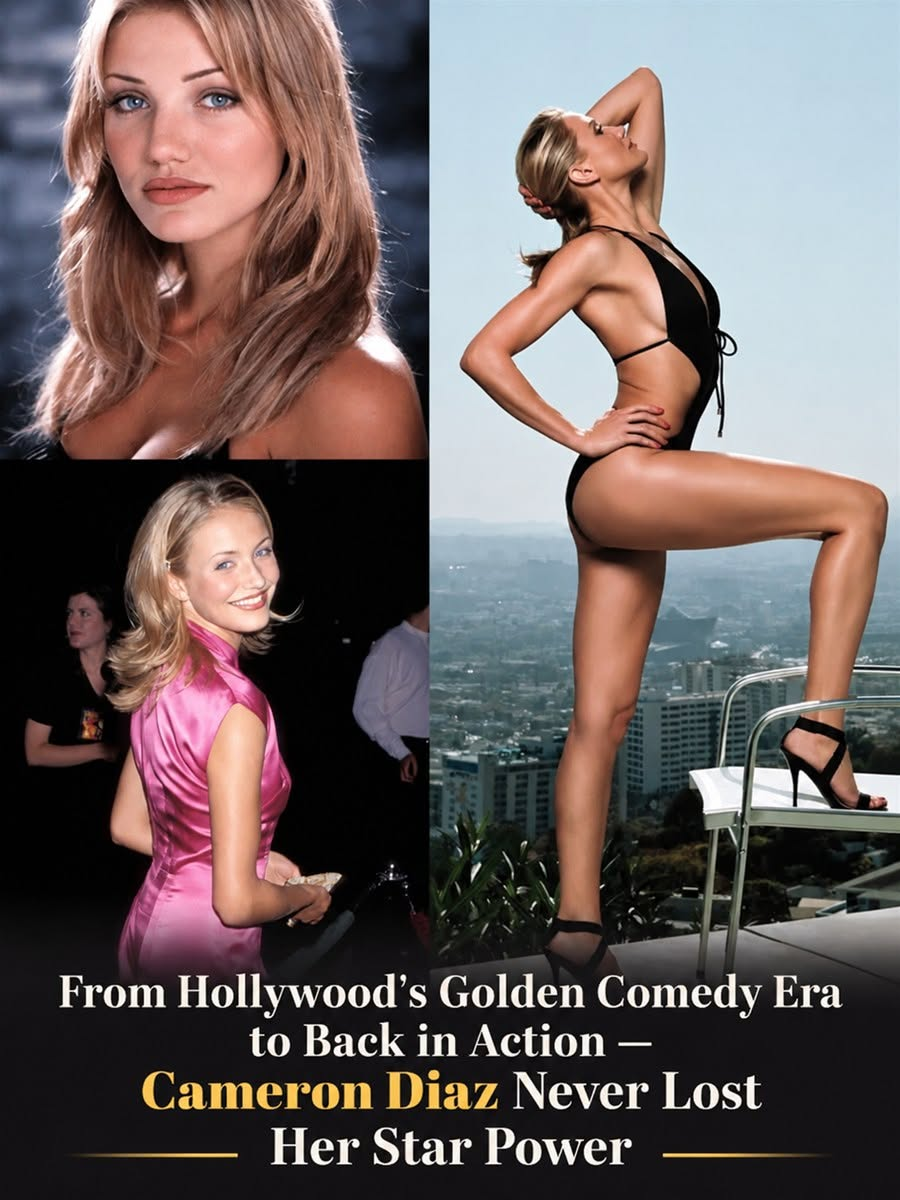 From Hollywood’s Golden Comedy Era
to Back in Action —
Cameron Diaz Never Lost
Her Star Power